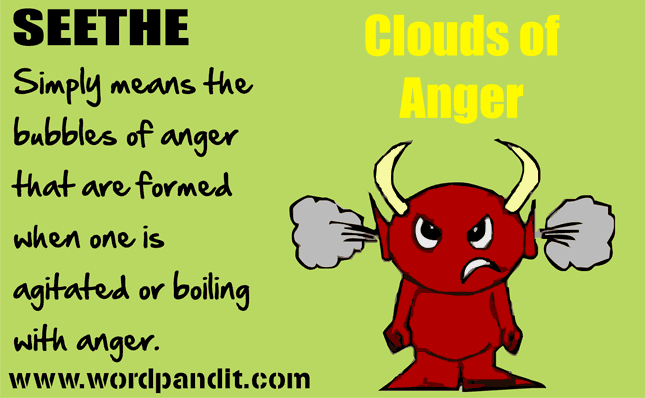 SEETHE
Simply means the
bubbles of anger
that are formed
when one is
agitated or boiling
with anger.
www.wordpandit.com
Clouds of
Anger